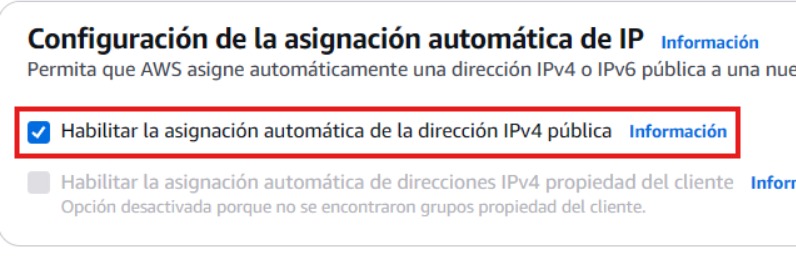 Configuración de la asignación automática de IP Información
Permita que AWS asigne automáticamente una dirección IPv4 o IPv6 pública a una
Habilitar la asignación automática de la dirección IPv4 pública Información
Habilitar la asignación automática de direcciones IPv4 propiedad del cliente
Opción desactivada porque no se encontraron grupos propiedad del cliente.